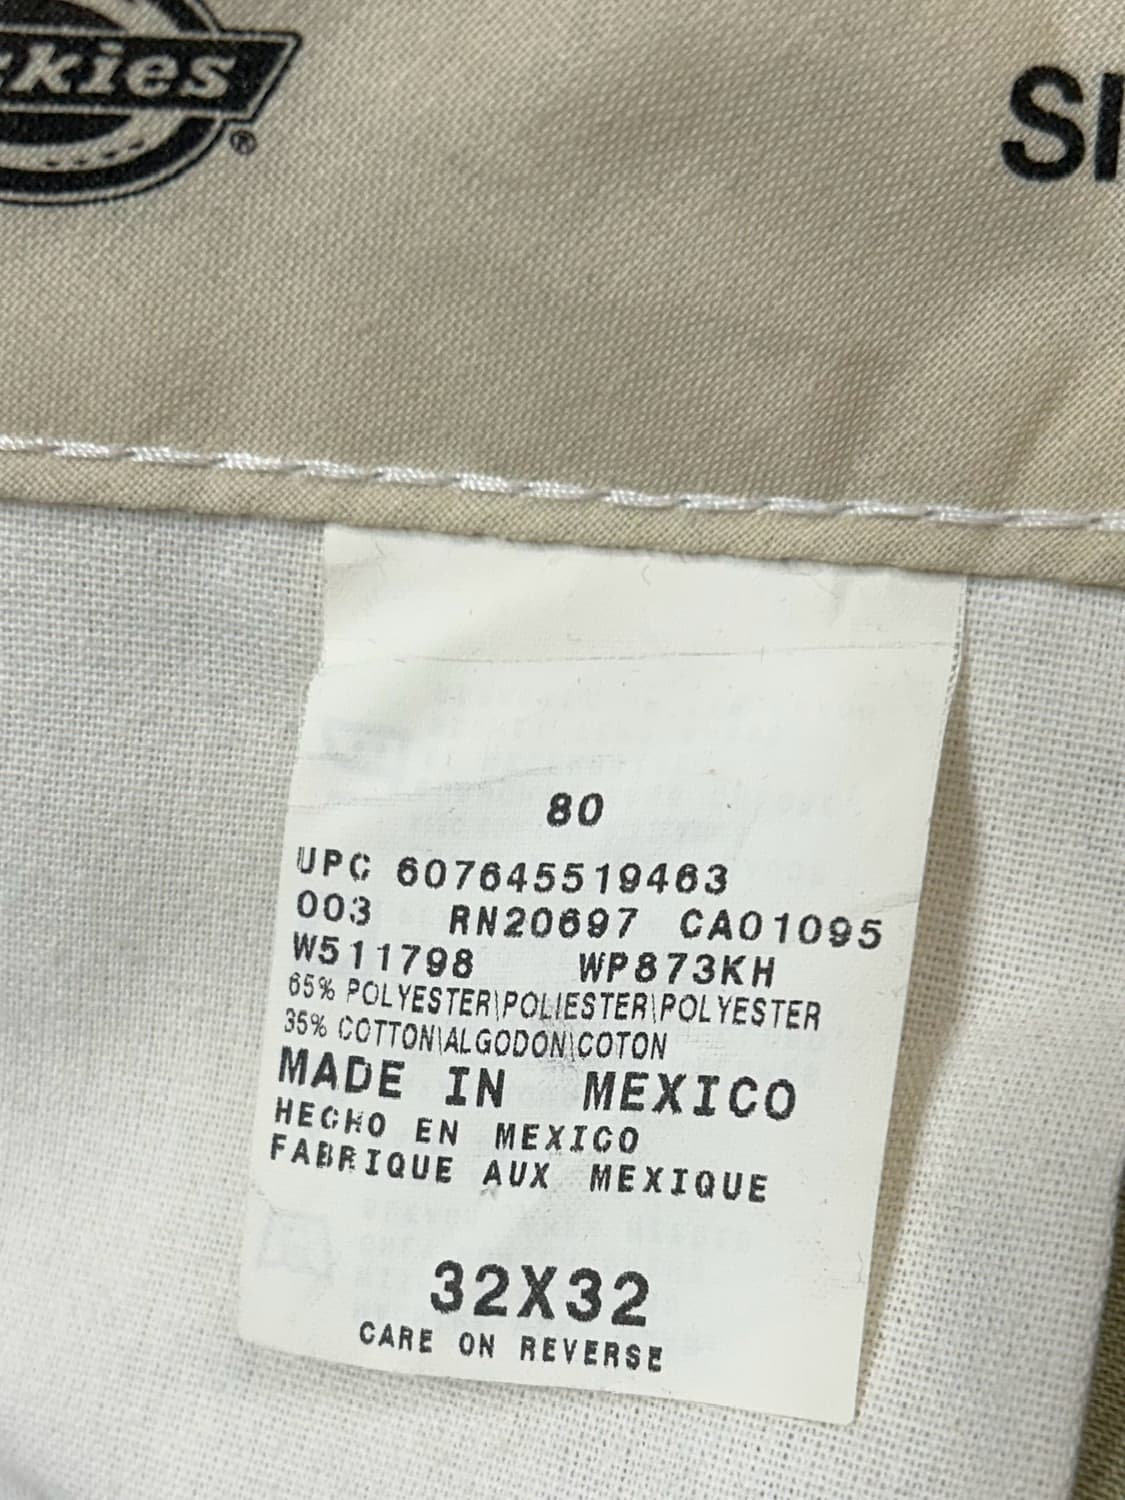 kies ®
SI
80
UPC 607645519463
003 RN20697 CA01095
W511798 WP873KH
65% POLYESTER\POLIESTER\POLYESTER
35% COTTON\ALGODON\COTON
MADE IN MEXICO
HECHO EN MEXICO
FABRIQUE AUX MEXIQUE
32X32
CARE ON REVERSE